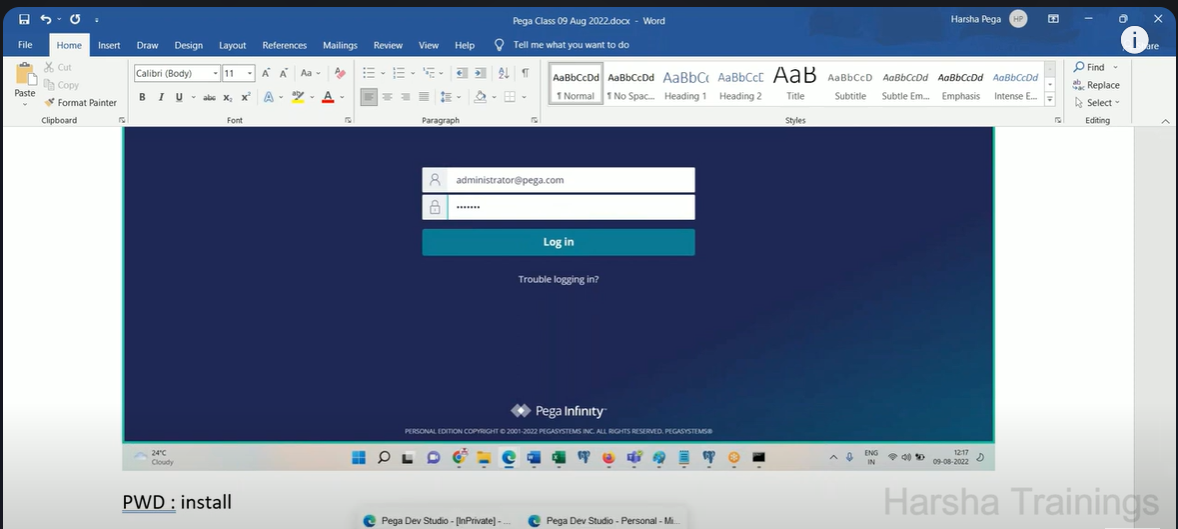 Pega Class 09 Aug 2022.docx - Word
Harsha Pega HP
File Home Insert Draw Design Layout References Mailings Review View Help Tell me what you want to do
Paste
Cut
Copy
Format Painter
Clipboard
Calibri (Body) 11 Aa
B I U abc x₂ x² A A
Font
Paragraph
AaBbCcDd AaBbCcDd AaBbCc AaBbCcE AaB AaBbCcD AaBbCcDd AaBbCcDd AaBbCcDd
¶ Normal ¶ No Spac... Heading 1 Heading 2 Title Subtitle Subtle Em... Emphasis Intense E...
Styles
Find
Replace
Select
Editing
administrator@pega.com
•••••••
Log in
Trouble logging in?
Pega Infinity™
PERSONAL EDITION COPYRIGHT © 2001-2022 PEGASYSTEMS INC. ALL RIGHTS RESERVED. PEGASYSTEMS®
24°C
Cloudy
ENG
IN
12:17
09-08-2022
PWD : install
Harsha Trainings
Pega Dev Studio - [InPrivate] - ... Pega Dev Studio - Personal - Mi...